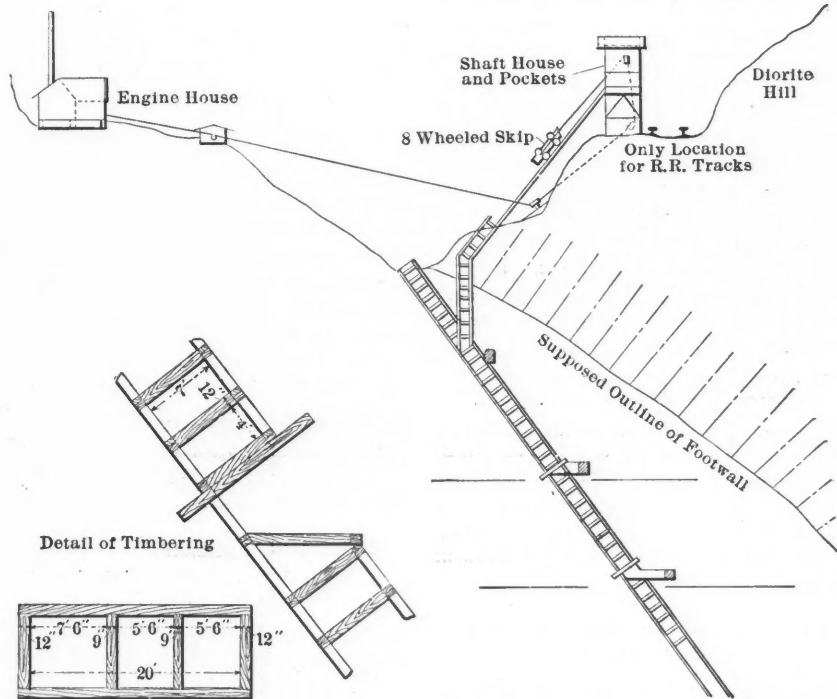 Engine House
Shaft House
and Pockets
Diorite
Hill
8 Wheeled Skip
Only Location
for R.R. Tracks
Supposed Outline of Footwall
7'
12"
4'
Detail of Timbering
7'6" 5'6" 5'6"
12" 9" 9" 12"
20'